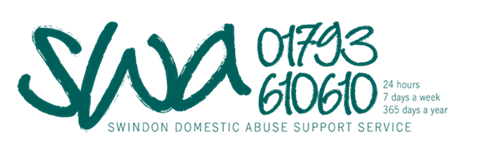 swa
01793
610610
24 hours
7 days a week
365 days a year
SWINDON DOMESTIC ABUSE SUPPORT SERVICE